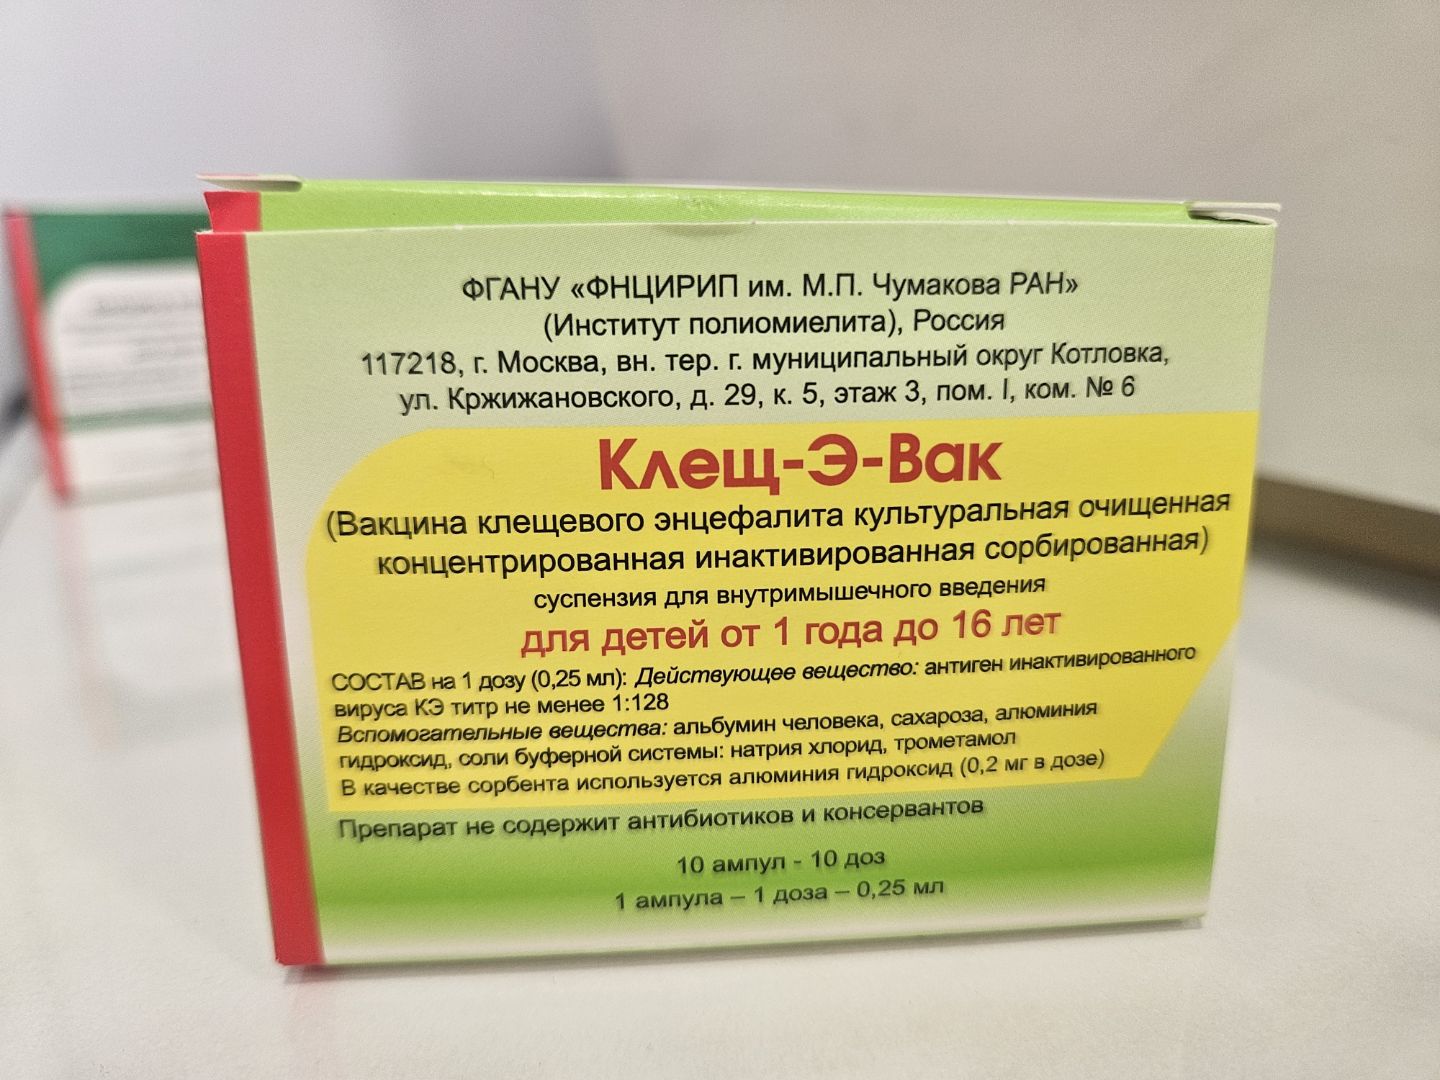 ФГАНУ «ФНЦИРИП им. М.П. Чумакова РАН»
(Институт полиомиелита), Россия
117218, г. Москва, вн. тер. г. муниципальный округ Котловка,
ул. Кржижановского, д. 29, к. 5, этаж 3, пом. I, ком. № 6
Клещ-Э-Вак
(Вакцина клещевого энцефалита культуральная очищенная
концентрированная инактивированная сорбированная)
суспензия для внутримышечного введения
для детей от 1 года до 16 лет
СОСТАВ на 1 дозу (0,25 мл): Действующее вещество: антиген инактивированного
вируса КЭ титр не менее 1:128
Вспомогательные вещества: альбумин человека, сахароза, алюминия
гидроксид, соли буферной системы: натрия хлорид, трометамол
В качестве сорбента используется алюминия гидроксид (0,2 мг в дозе)
Препарат не содержит антибиотиков и консервантов
10 ампул - 10 доз
1 ампула – 1 доза – 0,25 мл